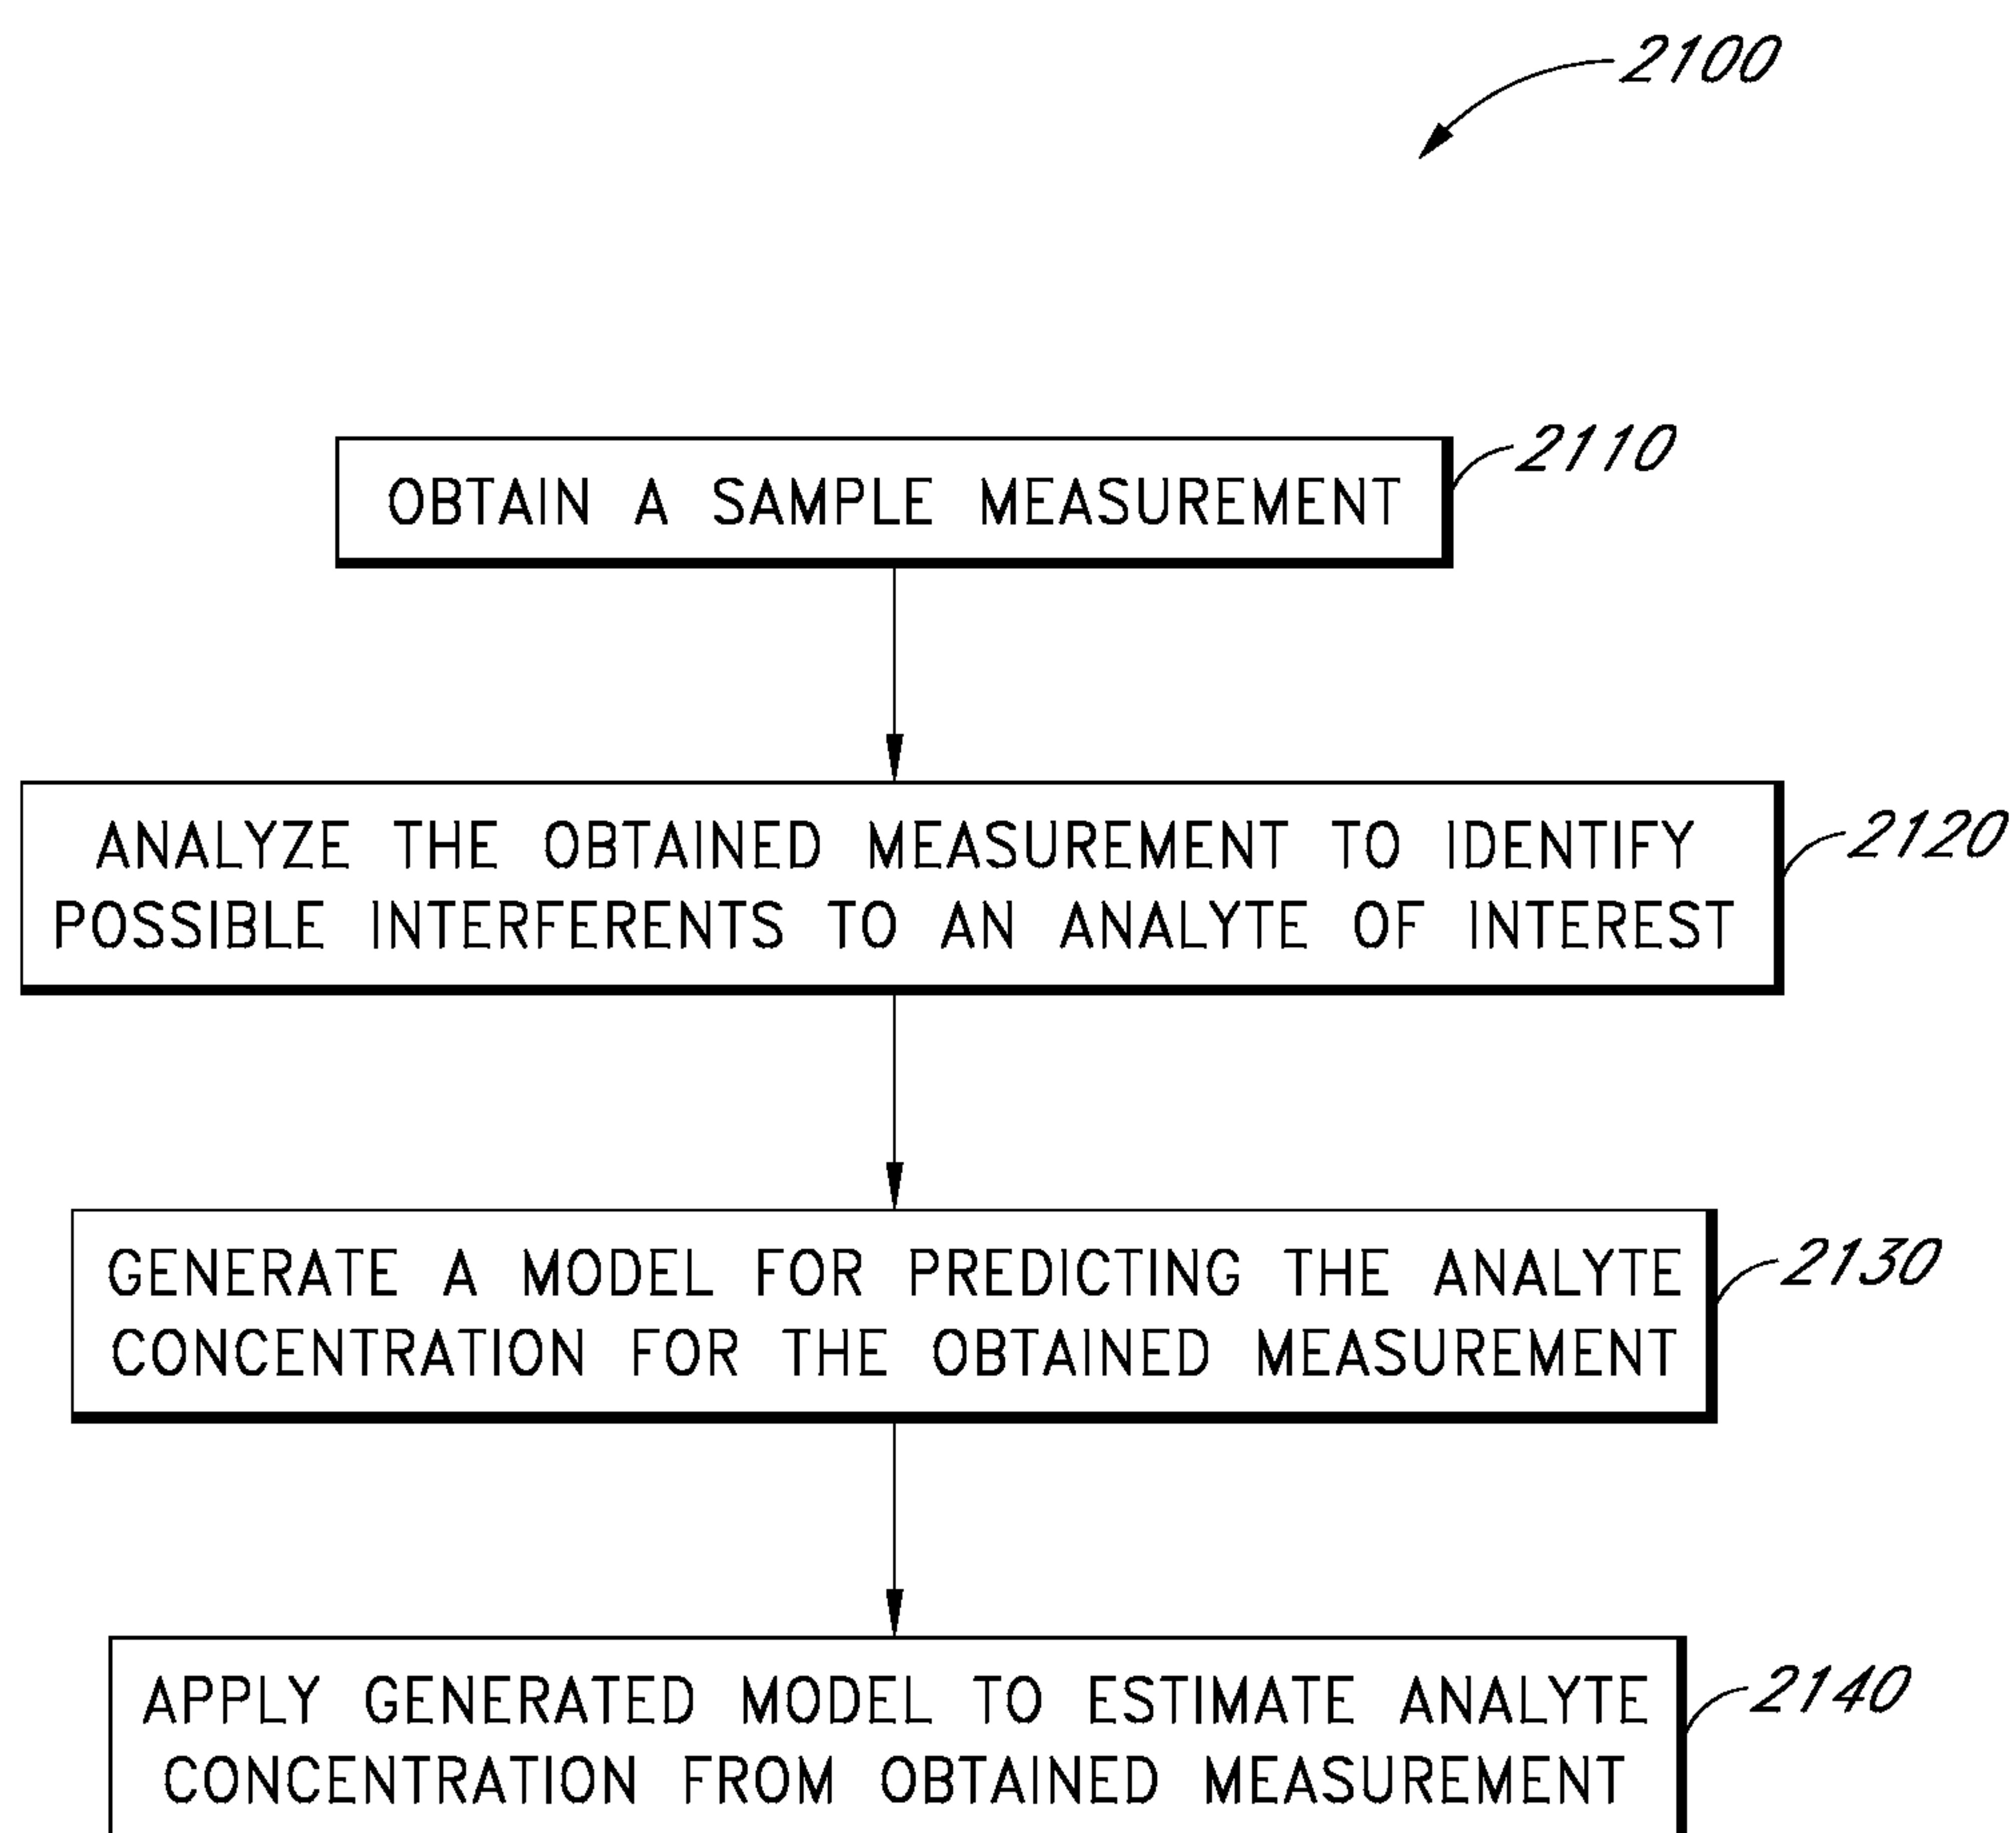 2100
OBTAIN A SAMPLE MEASUREMENT
2110
ANALYZE THE OBTAINED MEASUREMENT TO IDENTIFY
POSSIBLE INTERFERENTS TO AN ANALYTE OF INTEREST
2120
GENERATE A MODEL FOR PREDICTING THE ANALYTE
CONCENTRATION FOR THE OBTAINED MEASUREMENT
2130
APPLY GENERATED MODEL TO ESTIMATE ANALYTE
CONCENTRATION FROM OBTAINED MEASUREMENT
2140